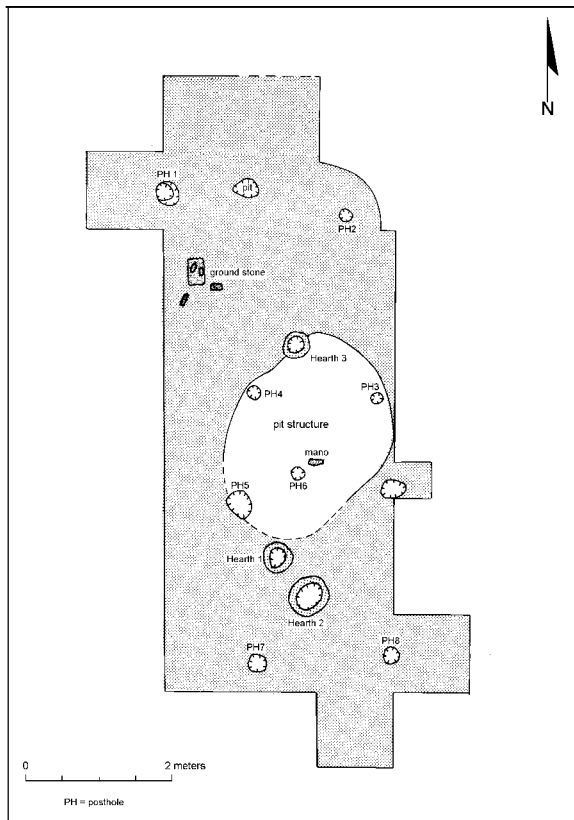 N
PH 1
pit
PH2
ground stone
Hearth 3
PH4
PH3
pit structure
mano
PH6
PH5
Hearth 1
Hearth 2
PH7
PH8
0
2 meters
PH = posthole